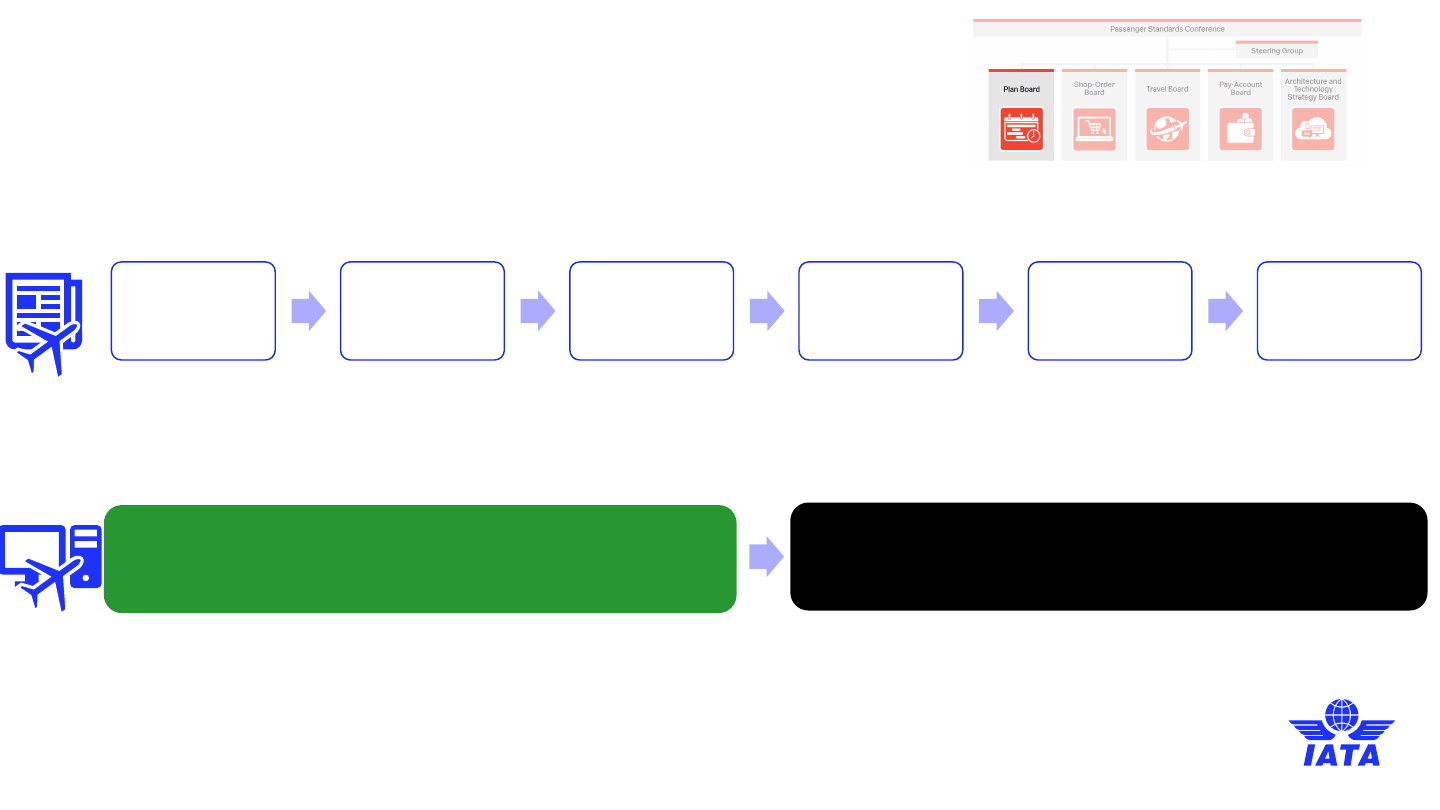 Passenger Standards Conference
Steering Group
Plan Board
Shop-Order
Board
Travel Board
Pay-Account
Board
Architecture and
Technology
Strategy Board
IATA